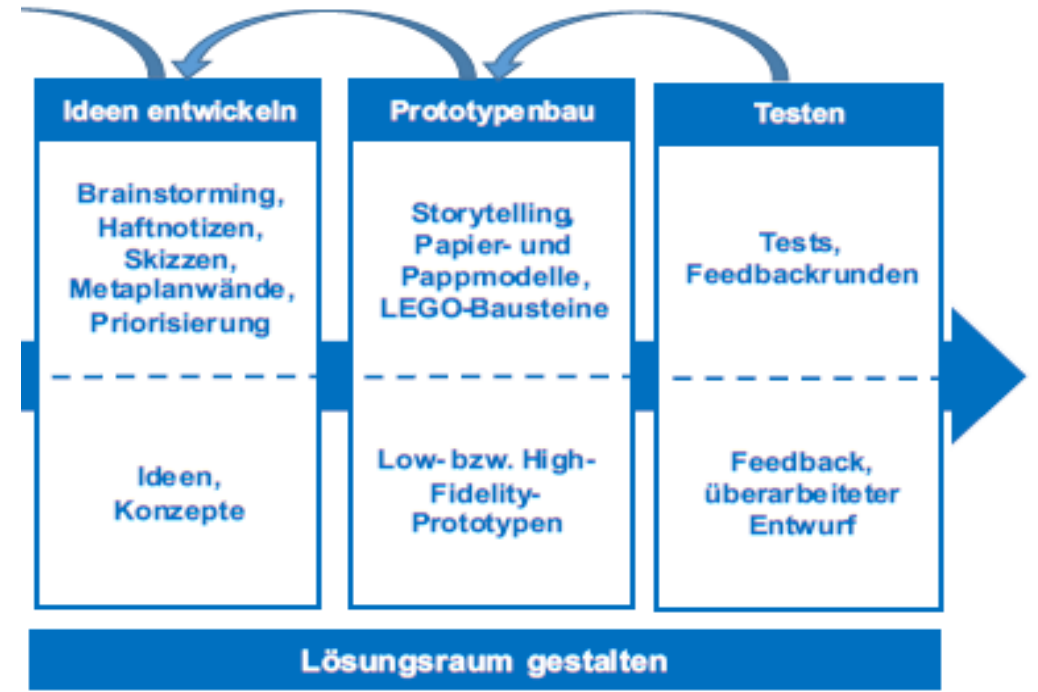 Ideen entwickeln
Brainstorming,
Haftnotizen,
Skizzen,
Metaplanwände,
Priorisierung
Ideen,
Konzepte
Prototypenbau
Storytelling,
Papier- und
Pappmodelle,
LEGO-Bausteine
Low- bzw. High-
Fidelity-
Prototypen
Testen
Tests,
Feedbackrunden
Feedback,
überarbeiteter
Entwurf
Lösungsraum gestalten